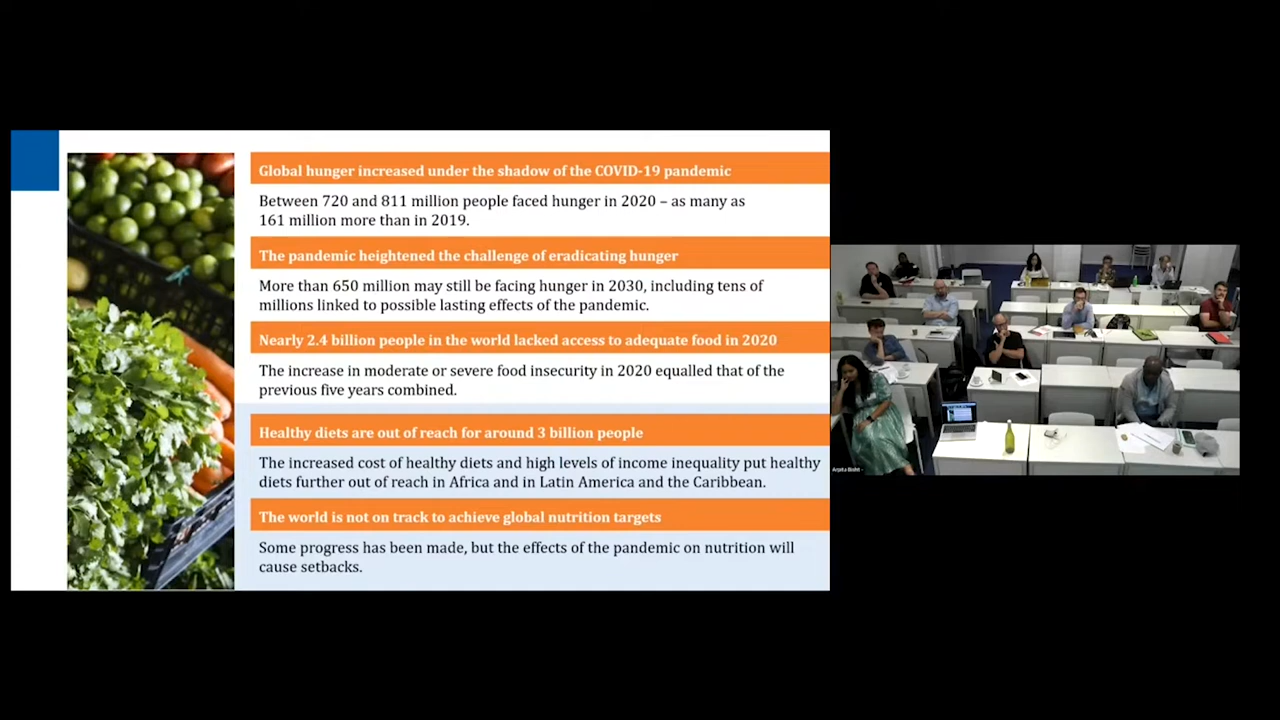 Global hunger increased under the shadow of the COVID-19 pandemic
Between 720 and 811 million people faced hunger in 2020 – as many as
161 million more than in 2019.
The pandemic heightened the challenge of eradicating hunger
More than 650 million may still be facing hunger in 2030, including tens of
millions linked to possible lasting effects of the pandemic.
Nearly 2.4 billion people in the world lacked access to adequate food in 2020
The increase in moderate or severe food insecurity in 2020 equalled that of the
previous five years combined.
Healthy diets are out of reach for around 3 billion people
The increased cost of healthy diets and high levels of income inequality put healthy
diets further out of reach in Africa and in Latin America and the Caribbean.
The world is not on track to achieve global nutrition targets
Some progress has been made, but the effects of the pandemic on nutrition will
cause setbacks.